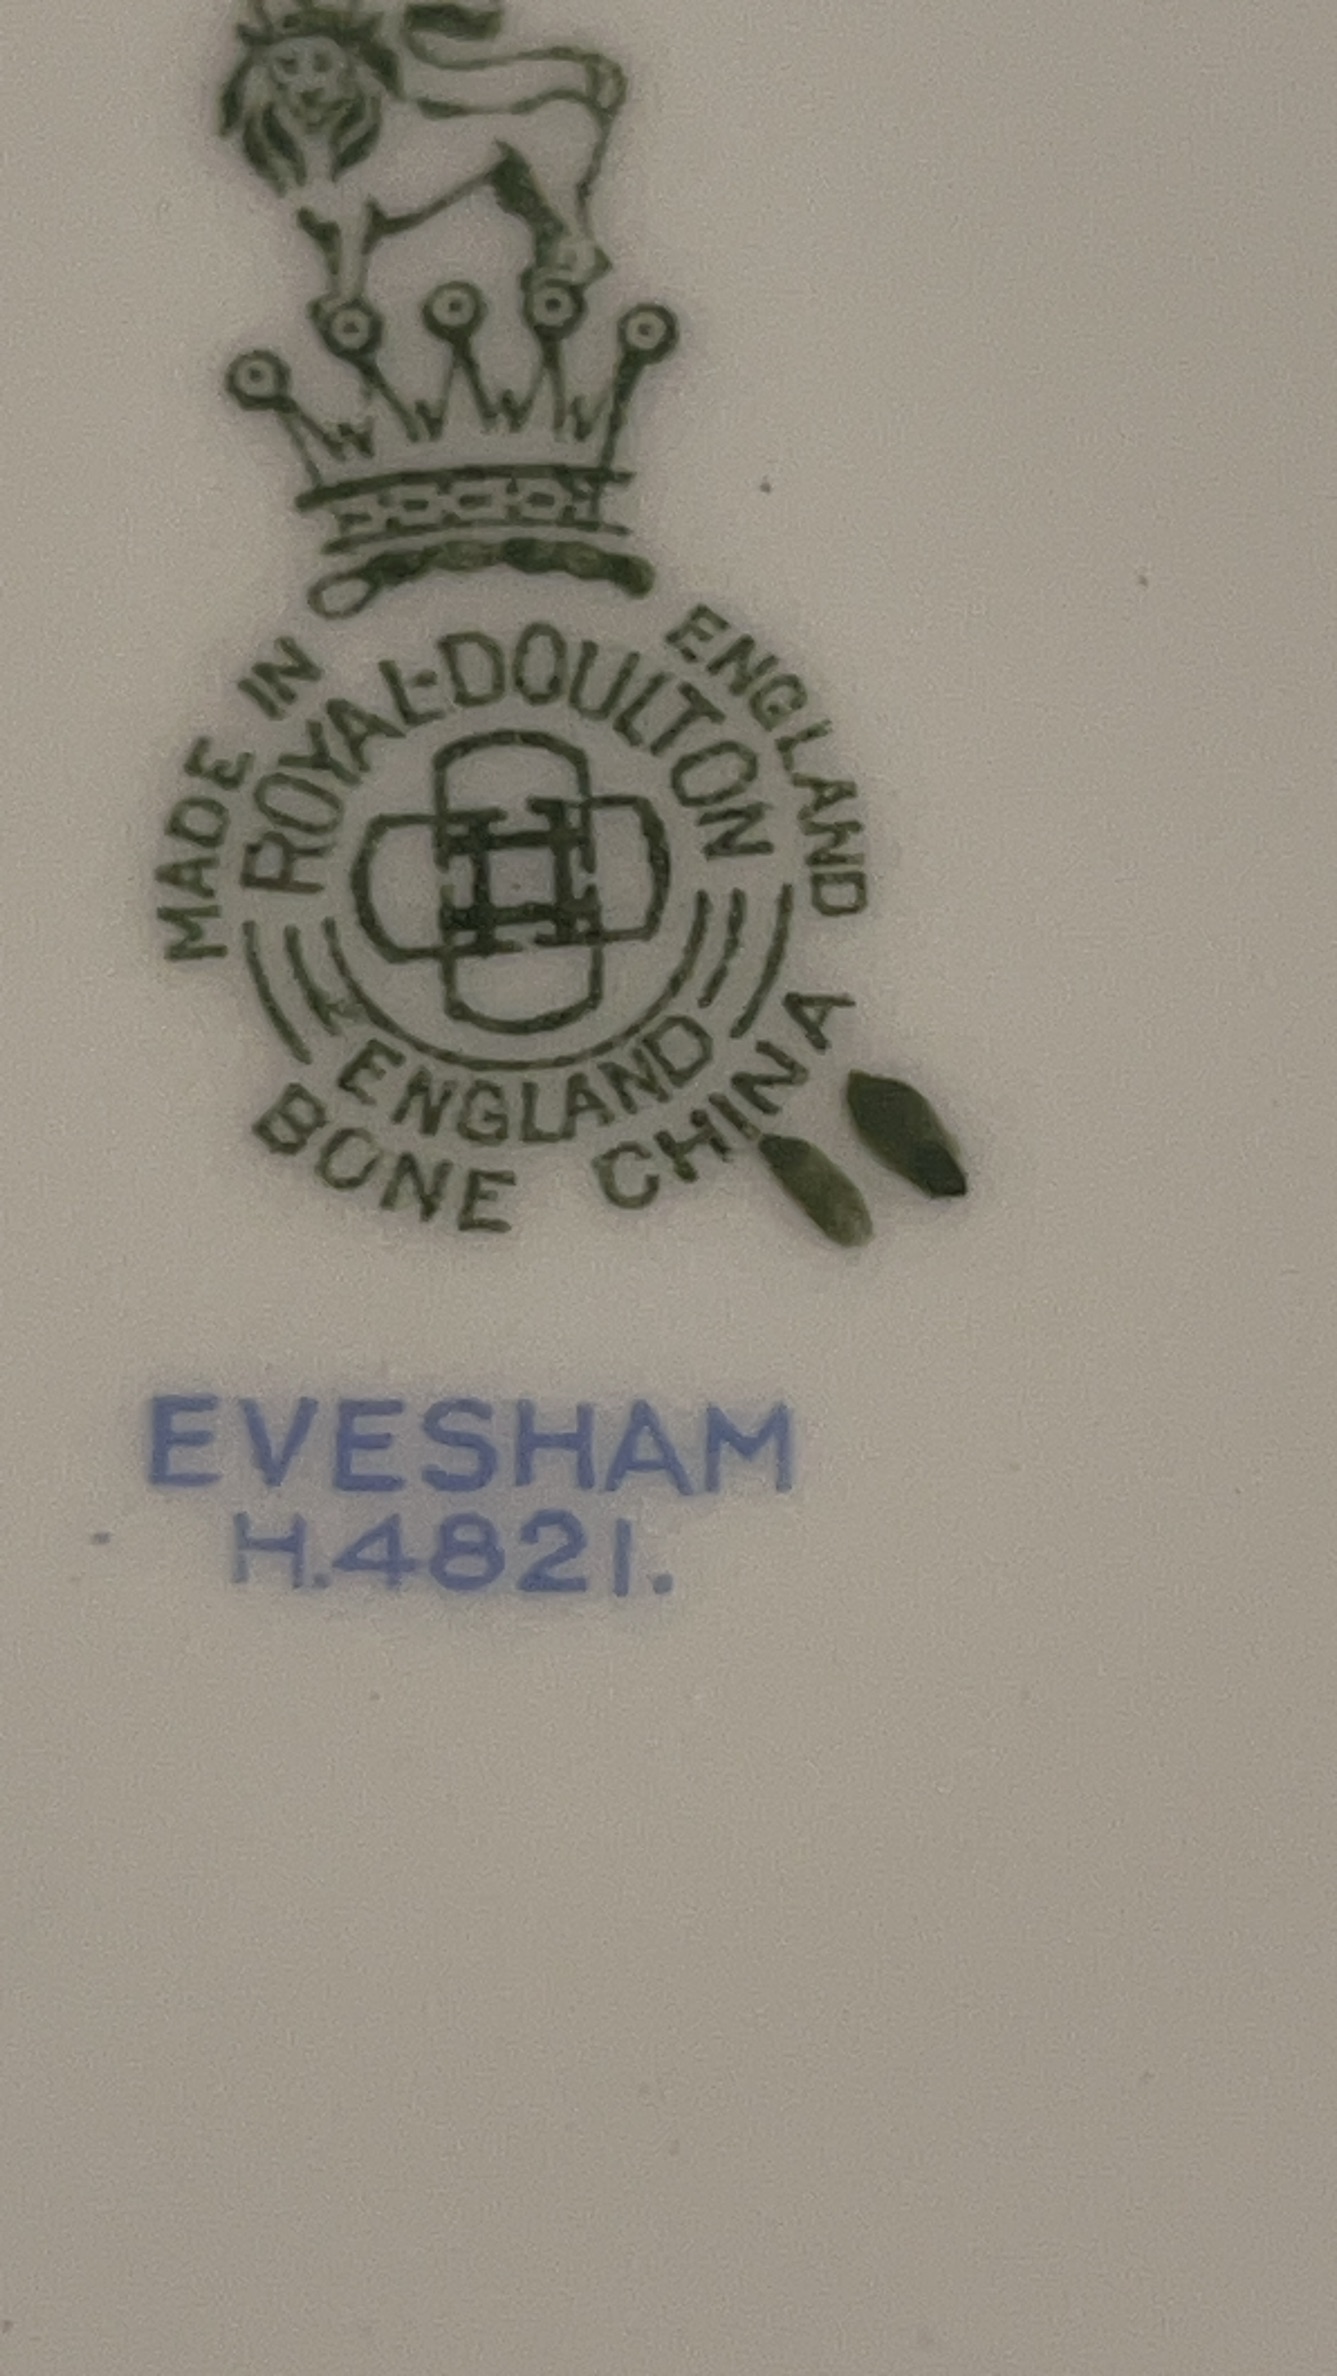 MADE IN ENGLAND
ROYAL-DOULTON
ENGLAND
BONE CHINA
EVESHAM
H.4821.